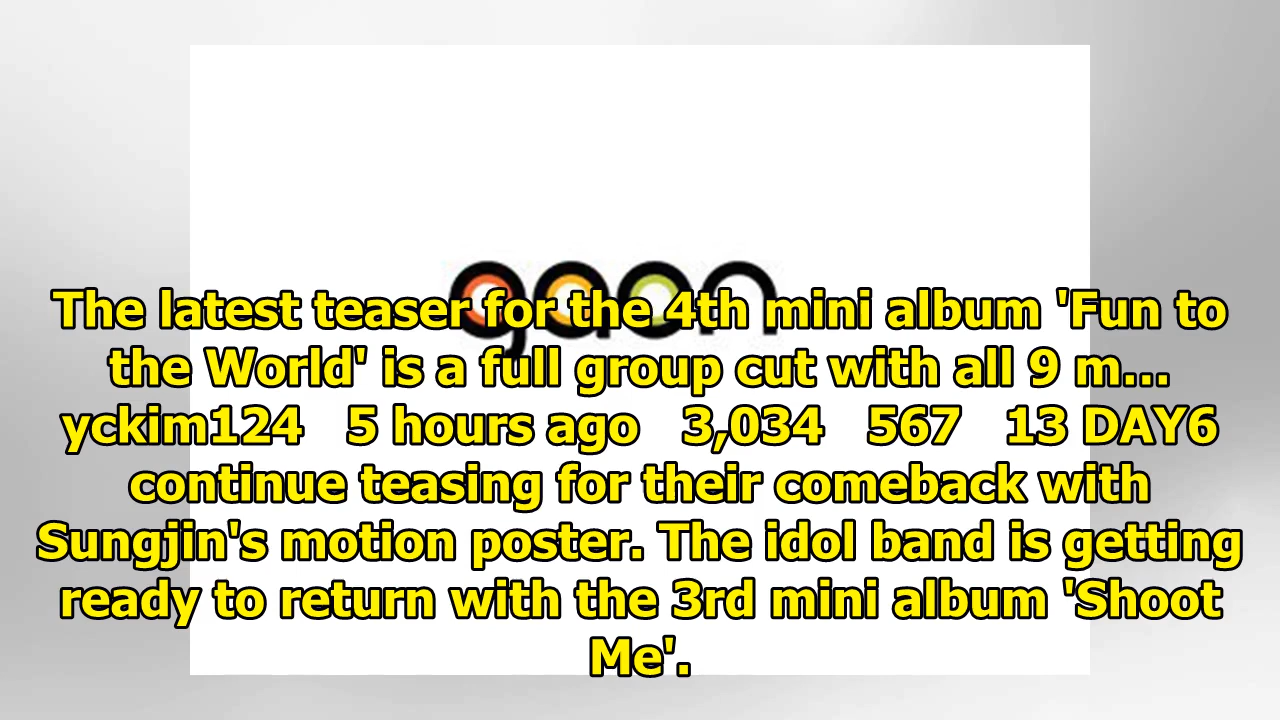 gaon
The latest teaser for the 4th mini album 'Fun to
the World' is a full group cut with all 9 m...
yckim124 5 hours ago 3,034 567 13 DAY6
continue teasing for their comeback with
Sungjin's motion poster. The idol band is getting
ready to return with the 3rd mini album 'Shoot
Me'.